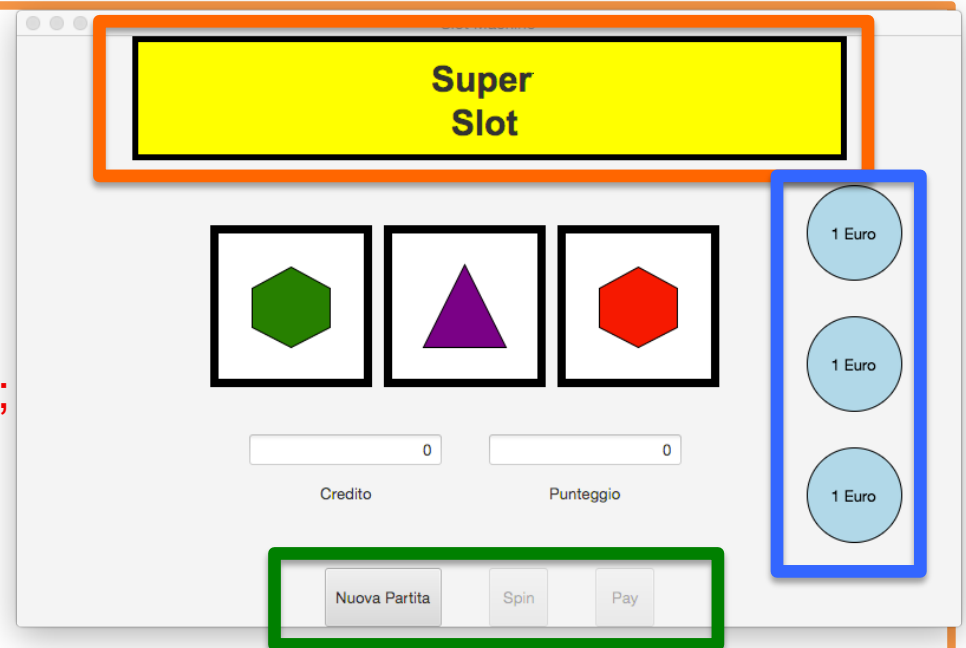 Super
Slot
1 Euro
1 Euro
;
0
0
Credito
Punteggio
1 Euro
Nuova Partita
Spin
Pay